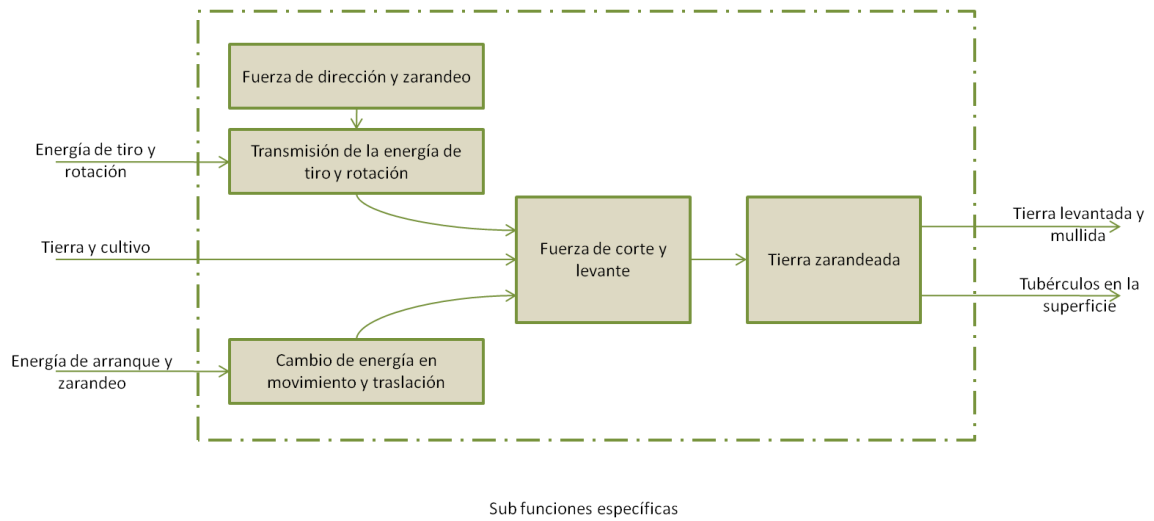 Fuerza de dirección y zarandeo
Energía de tiro y
rotación
Transmisión de la energía de
tiro y rotación
Tierra y cultivo
Fuerza de corte y
levante
Tierra zarandeada
Tierra levantada y
mullida
Tubérculos en la
superficie
Energía de arranque y
zarandeo
Cambio de energía en
movimiento y traslación
Sub funciones específicas